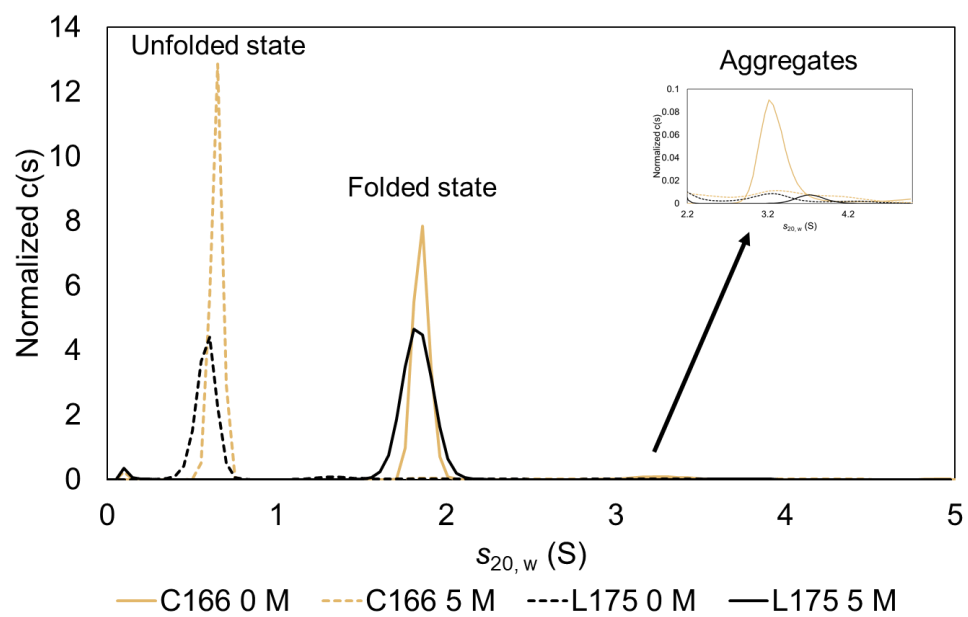 Unfolded state
Folded state
Aggregates
Normalized c(s)
14
12
10
8
6
4
2
0
0 1 2 3 4 5
s20, w (S)
Normalized c(s)
0.1
0.08
0.06
0.04
0.02
0
2.2 3.2 4.2
s20, w (S)
C166 0 M C166 5 M L175 0 M L175 5 M